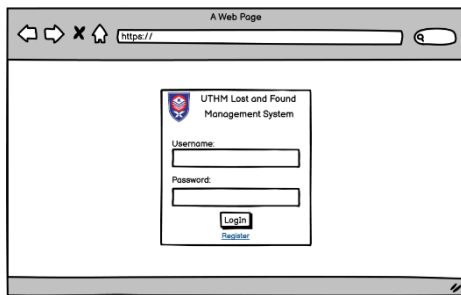 A Web Page
https://
UTHM Lost and Found
Management System
Username:
Password:
LogIn
Register